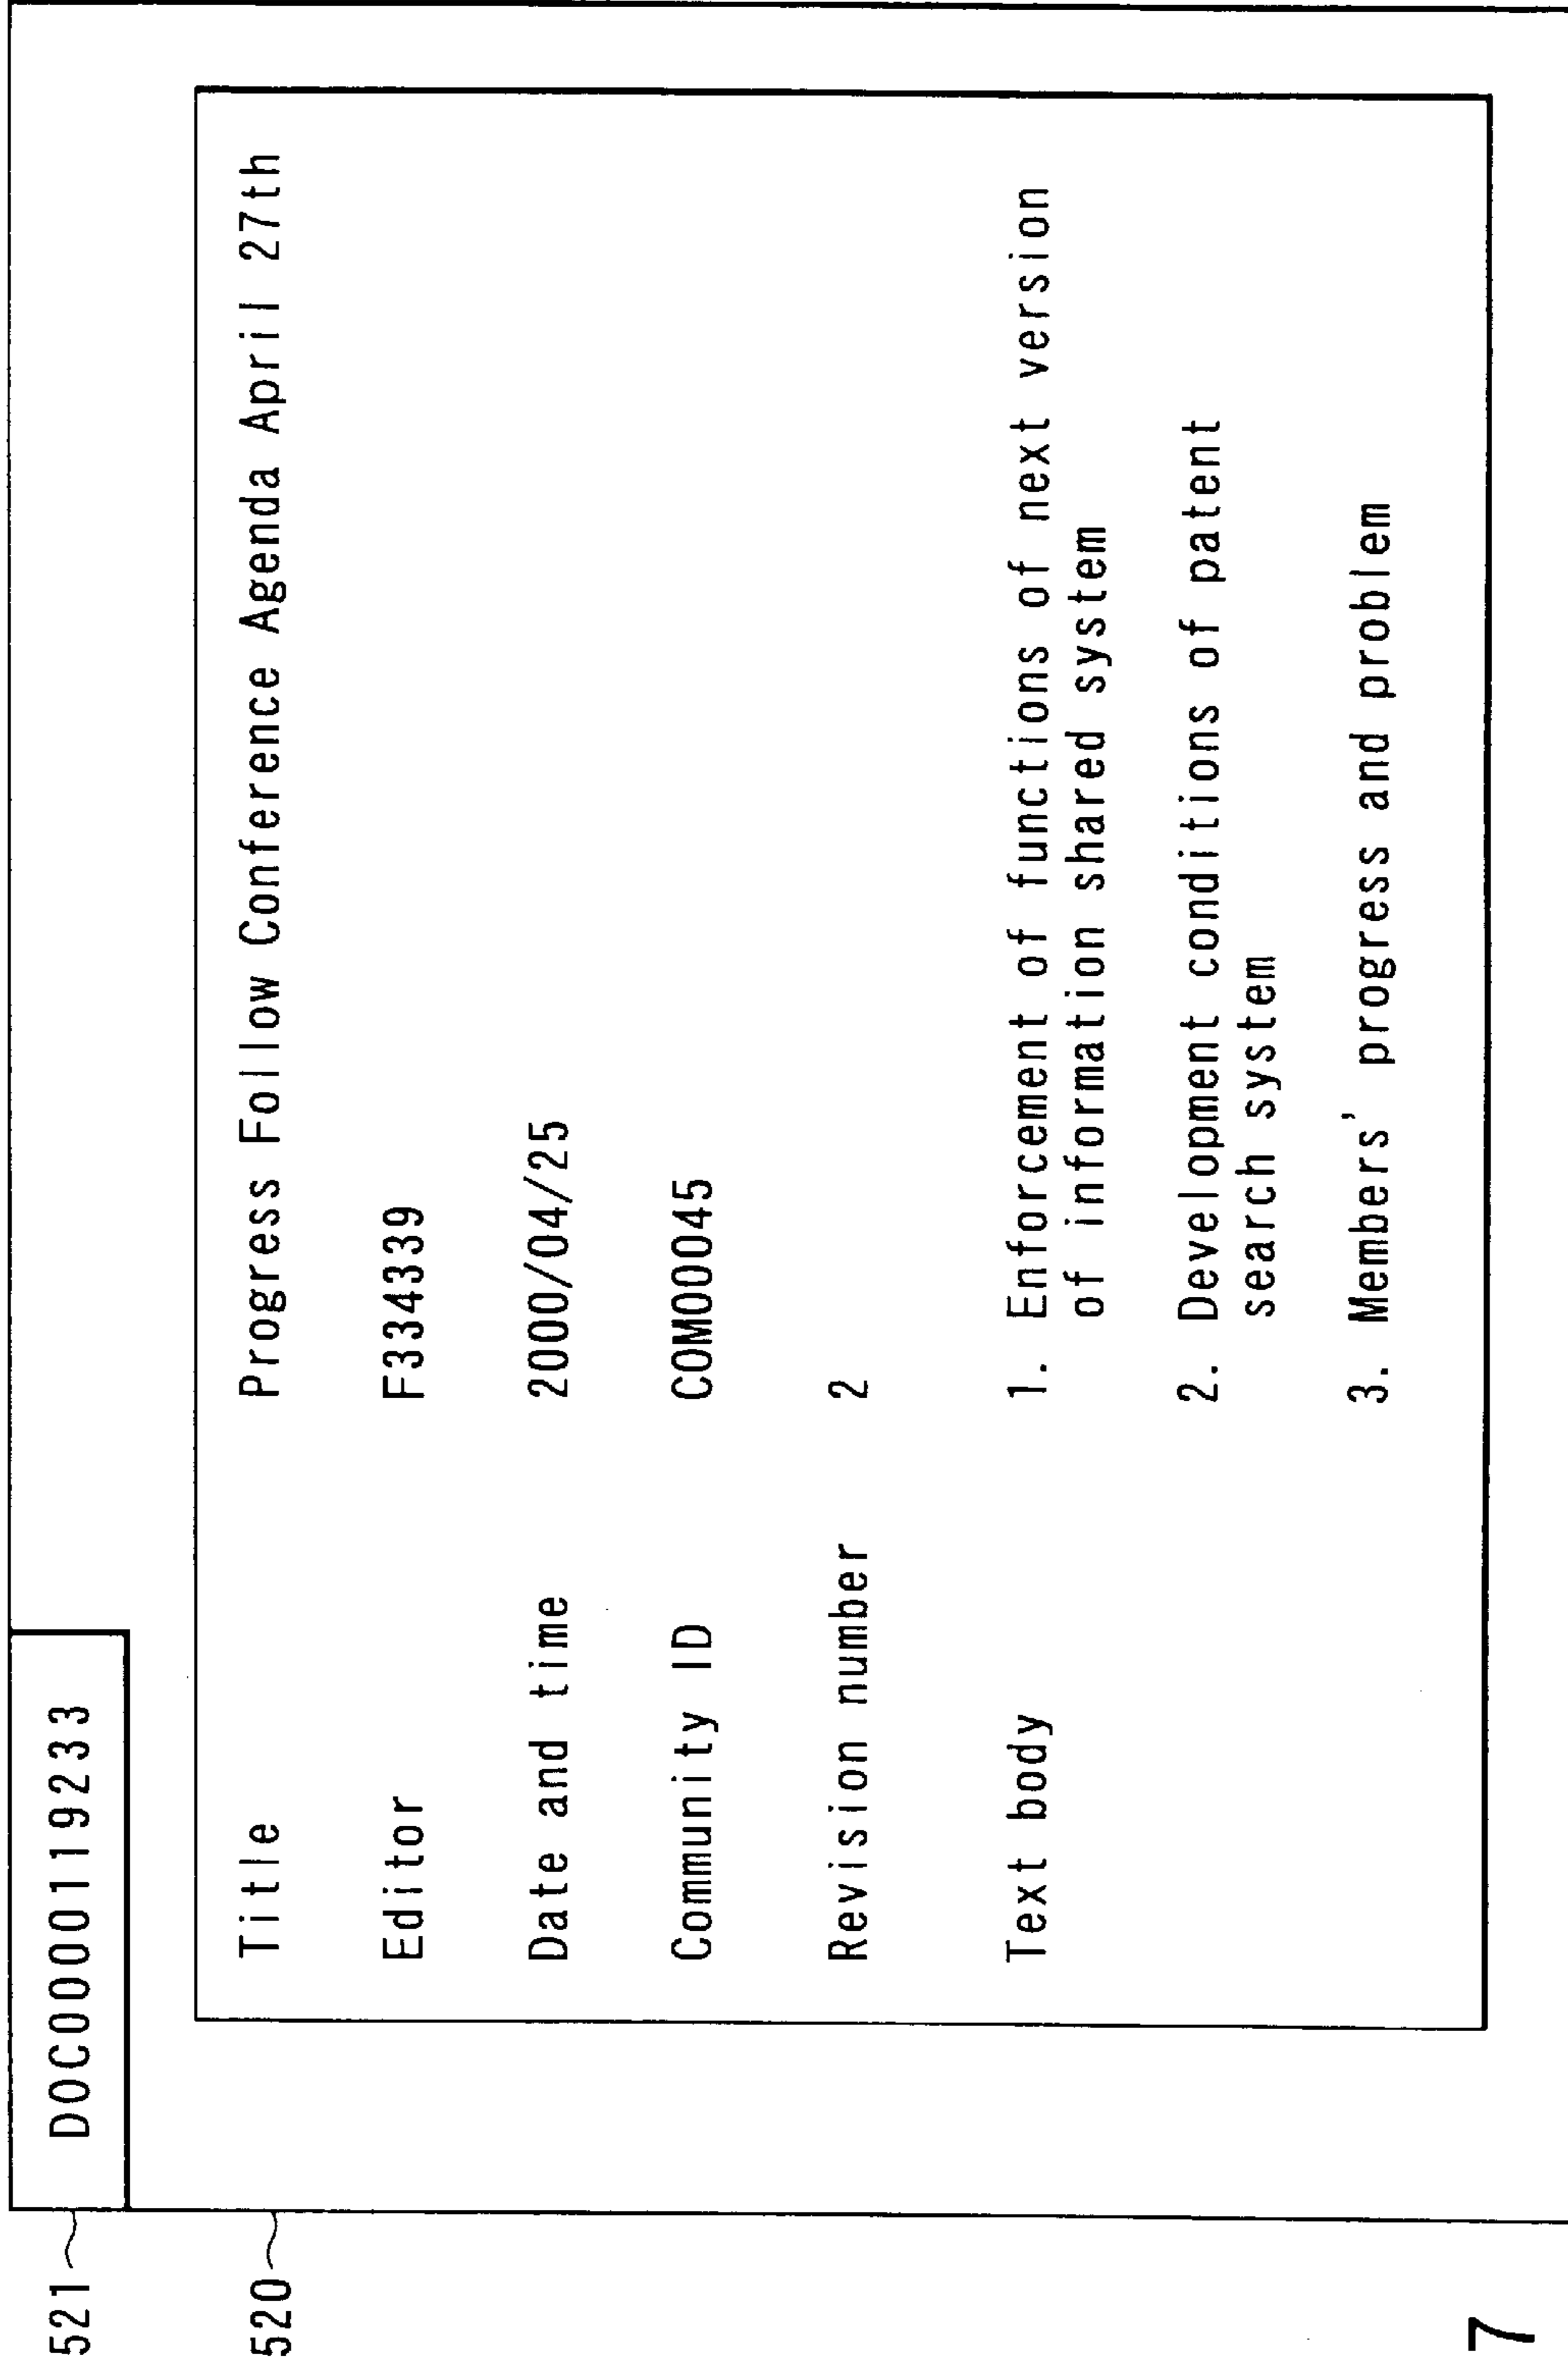 521 DOC0000119233
520
Title Progress Follow Conference Agenda April 27th
Editor F334339
Date and time 2000/04/25
Community ID COM00045
Revision number 2
Text body 1. Enforcement of functions of next version
of information shared system
2. Development conditions of patent
search system
3. Members' progress and problem
7